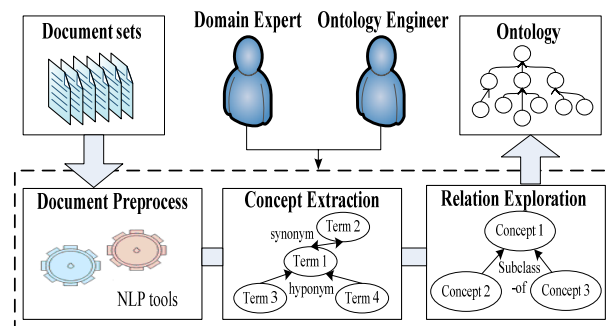 Document sets
Domain Expert
Ontology Engineer
Ontology
Document Preprocess
NLP tools
Concept Extraction
Term 2
synonym
Term 1
hyponym
Term 3
Term 4
Relation Exploration
Concept 1
Subclass
-of
Concept 2
Concept 3